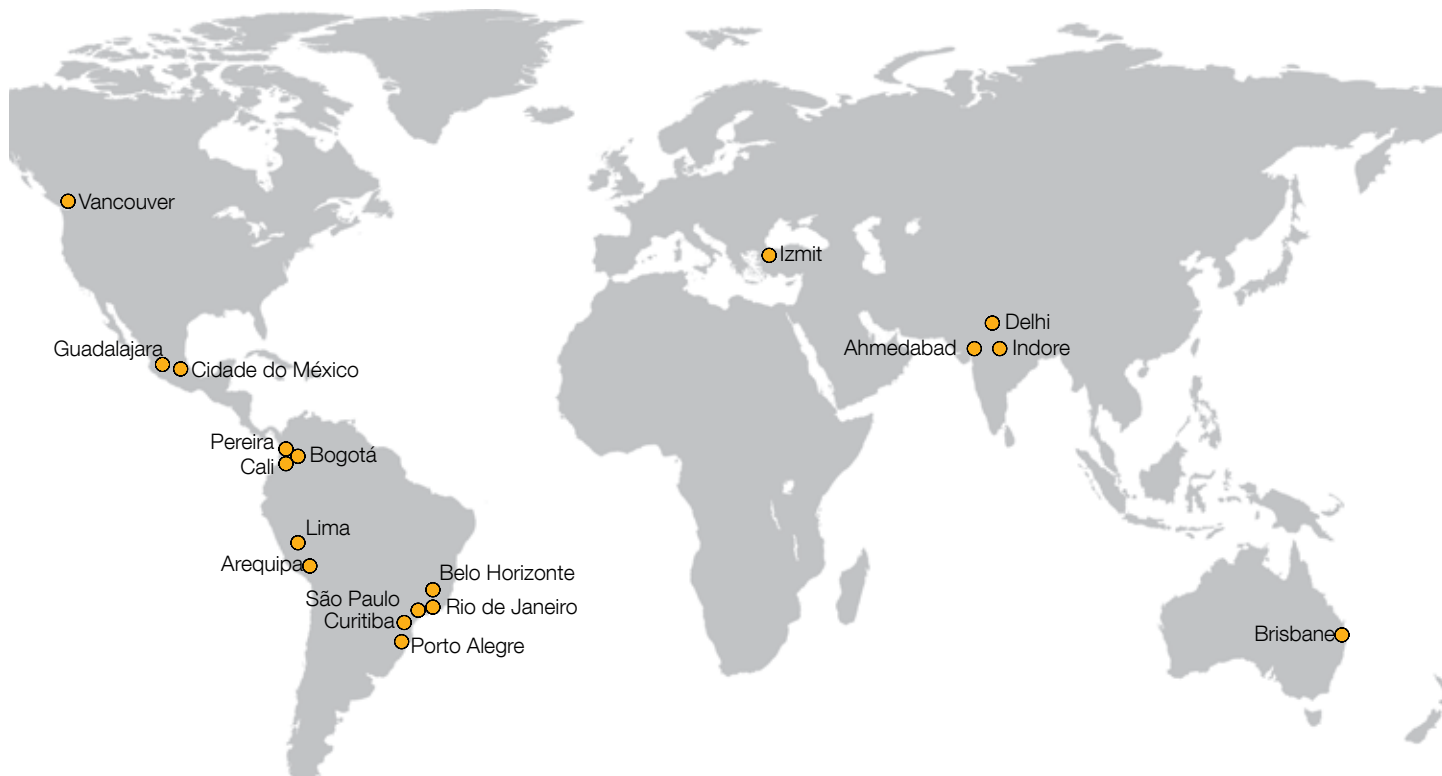 Vancouver
Izmit
Delhi
Ahmedabad
Indore
Guadalajara
Cidade do México
Pereira
Bogotá
Cali
Lima
Arequipa
Belo Horizonte
São Paulo
Rio de Janeiro
Curitiba
Brisbane
Porto Alegre